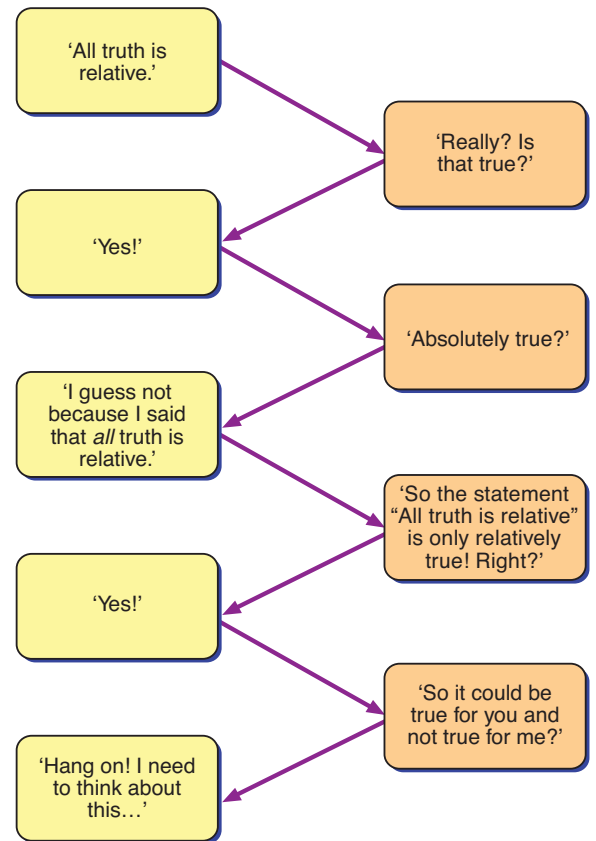 ‘All truth is
relative.’
‘Really? Is
that true?’
‘Yes!’
‘Absolutely true?’
‘I guess not
because I said
that all truth is
relative.’
‘So the statement
“All truth is relative”
is only relatively
true! Right?’
‘Yes!’
‘So it could be
true for you and
not true for me?’
‘Hang on! I need
to think about
this…’